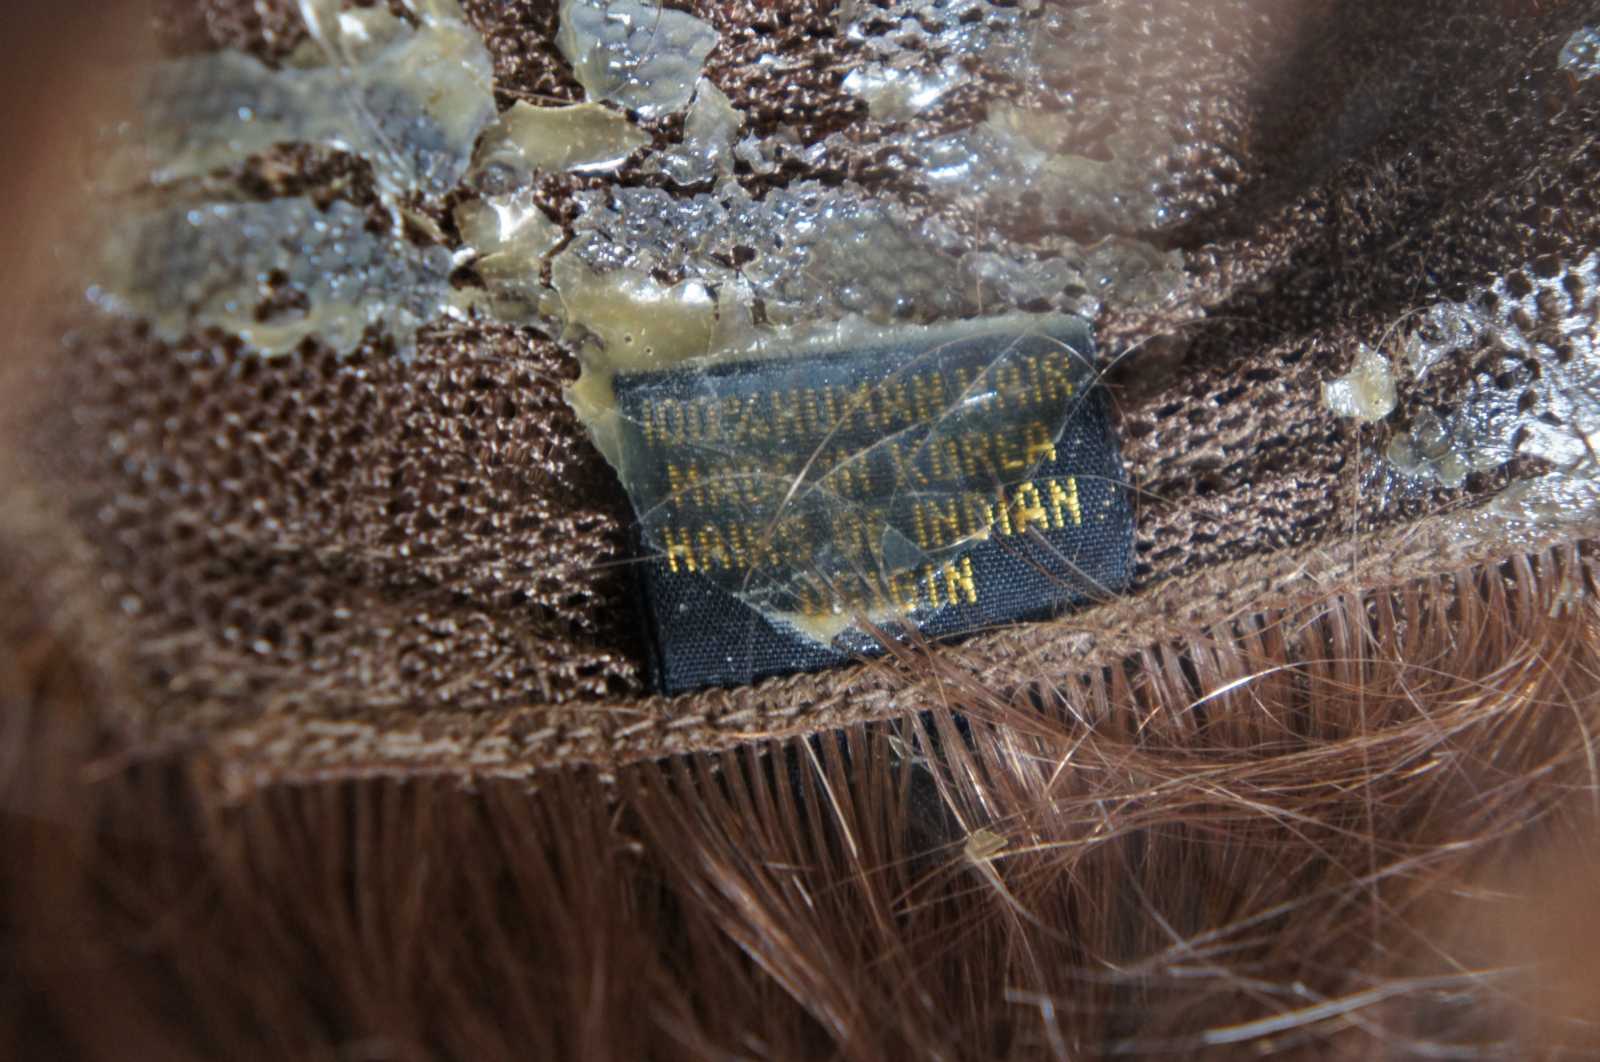 100% HUMAN HAIR
MADE IN KOREA
HAIRS OF INDIAN
ORIGIN